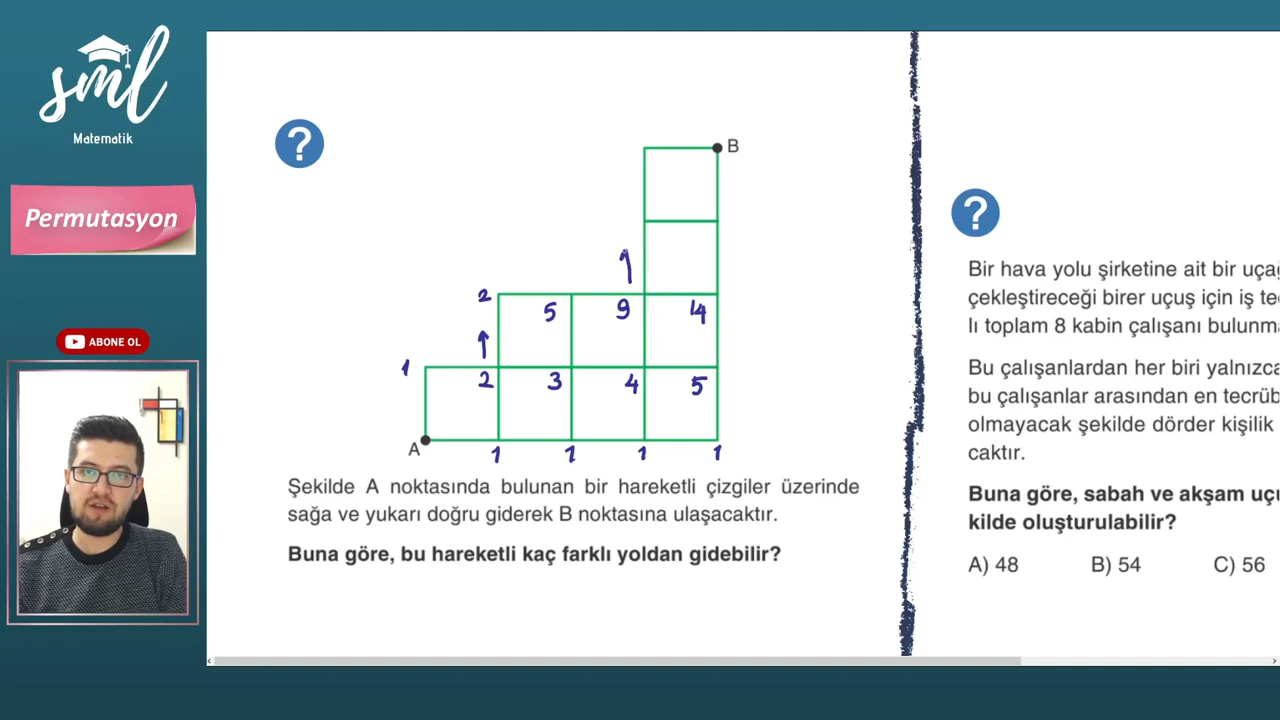 sml
Matematik
Permutasyon
ABONE OL
B
9
2
5
9
14
1
2
3
4
5
A
1
1
1
1
Şekilde A noktasında bulunan bir hareketli çizgiler üzerinde
sağa ve yukarı doğru giderek B noktasına ulaşacaktır.
Buna göre, bu hareketli kaç farklı yoldan gidebilir?
?
?
Bir hava yolu şirketine ait bir uça
çekleştireceği birer uçuş için iş te
lı toplam 8 kabin çalışanı bulunm
Bu çalışanlardan her biri yalnızca
bu çalışanlar arasından en tecrüb
olmayacak şekilde dörder kişilik
caktır.
Buna göre, sabah ve akşam uçu
kilde oluşturulabilir?
A) 48
B) 54
C) 56